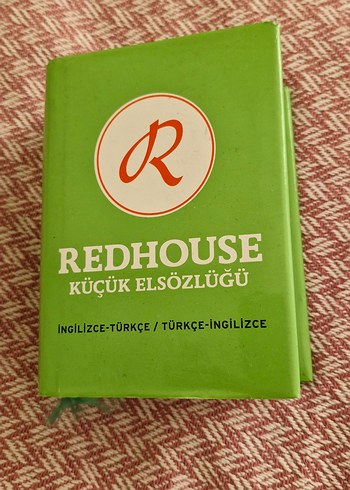 R
REDHOUSE
KÜÇÜK ELSÖZLÜĞÜ
İNGİLİZCE-TÜRKÇE / TÜRKÇE-İNGİLİZCE